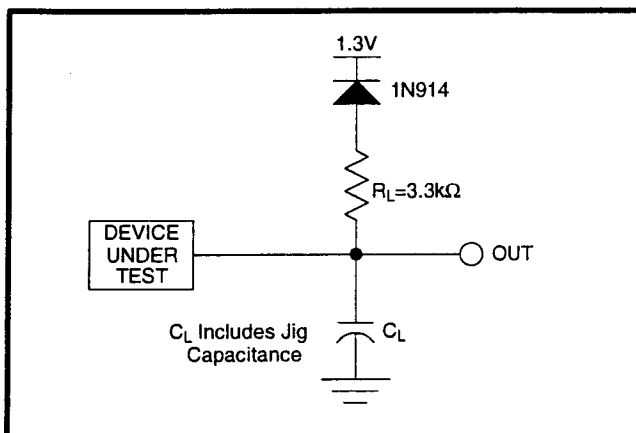 1.3V
1N914
R_L=3.3kΩ
DEVICE
UNDER
TEST
OUT
C_L Includes Jig
Capacitance
C_L